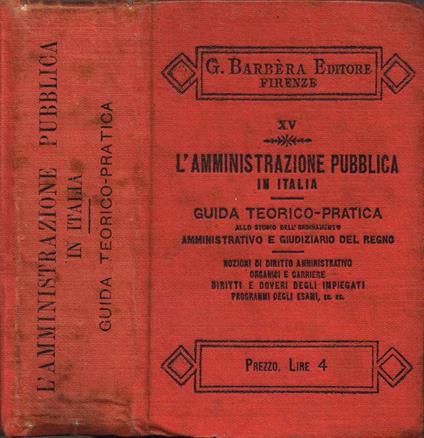 L'AMMINISTRAZIONE PUBBLICA
IN ITALIA
GUIDA TEORICO-PRATICA
G. BARBÈRA EDITORE
FIRENZE
XV
L'AMMINISTRAZIONE PUBBLICA
IN ITALIA
GUIDA TEORICO-PRATICA
ALLO STUDIO DELL'ORDINAMENTO
AMMINISTRATIVO E GIUDIZIARIO DEL REGNO
NOZIONI DI DIRITTO AMMINISTRATIVO
ORGANICI E CARRIERE
DIRITTI E DOVERI DEGLI IMPIEGATI
PROGRAMMI DEGLI ESAMI, EC. EC.
PREZZO, LIRE 4